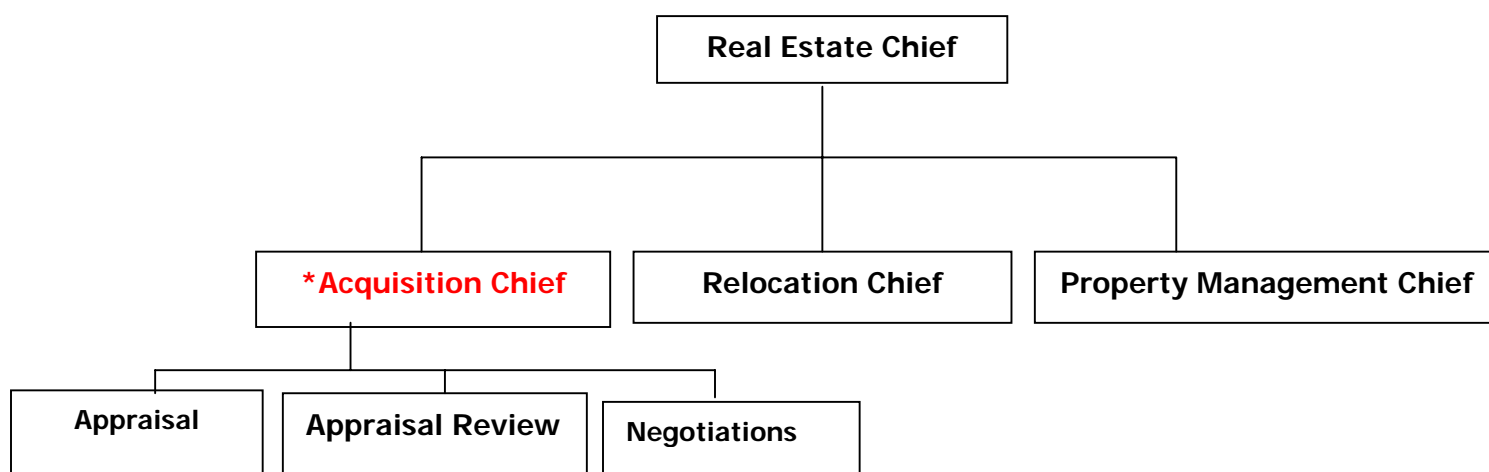 Real Estate Chief
*Acquisition Chief
Relocation Chief
Property Management Chief
Appraisal
Appraisal Review
Negotiations